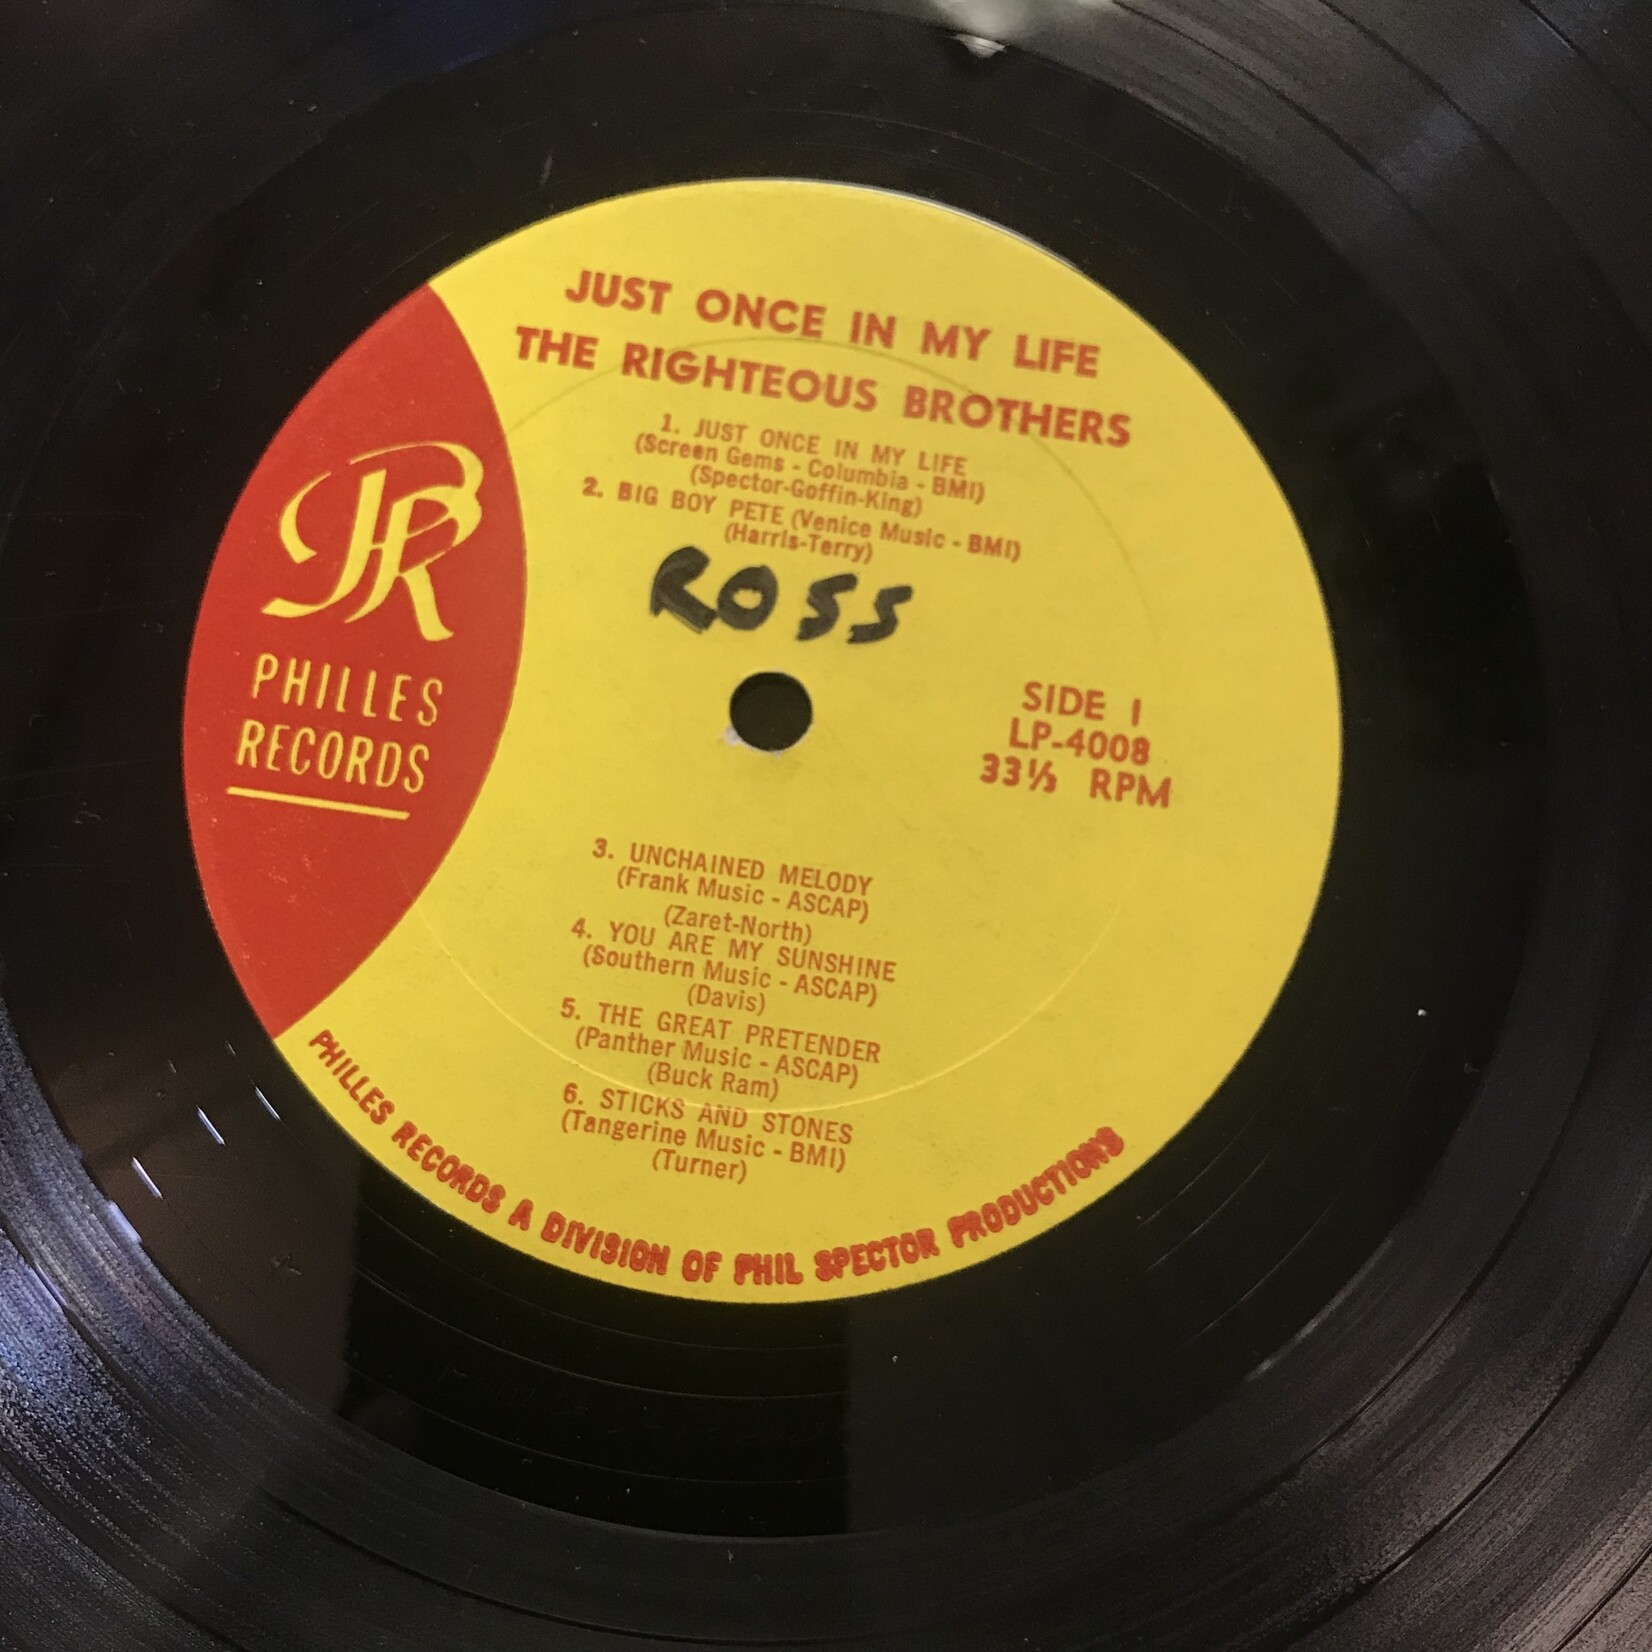 JUST ONCE IN MY LIFE
THE RIGHTEOUS BROTHERS
1. JUST ONCE IN MY LIFE
(Screen Gems - Columbia - BMI)
(Spector-Goffin-King)
2. BIG BOY PETE (Venice Music - BMI)
(Harris-Terry)
ROSS
PR
PHILLES
RECORDS
SIDE 1
LP-4008
33⅓ RPM
3. UNCHAINED MELODY
(Frank Music - ASCAP)
(Zaret-North)
4. YOU ARE MY SUNSHINE
(Southern Music - ASCAP)
(Davis)
5. THE GREAT PRETENDER
(Panther Music - ASCAP)
(Buck Ram)
6. STICKS AND STONES
(Tangerine Music - BMI)
(Turner)
PHILLES RECORDS A DIVISION OF PHIL SPECTOR PRODUCTIONS